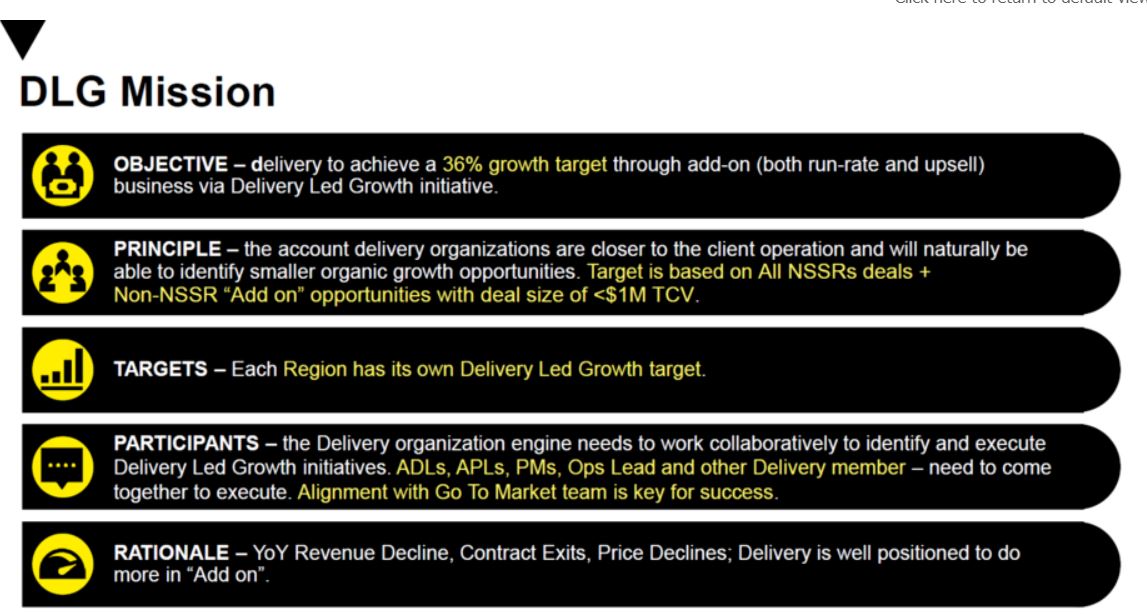 Click here to return to default view
DLG Mission
OBJECTIVE – delivery to achieve a 36% growth target through add-on (both run-rate and upsell)
business via Delivery Led Growth initiative.
PRINCIPLE – the account delivery organizations are closer to the client operation and will naturally be
able to identify smaller organic growth opportunities. Target is based on All NSSRs deals +
Non-NSSR “Add on” opportunities with deal size of <$1M TCV.
TARGETS – Each Region has its own Delivery Led Growth target.
PARTICIPANTS – the Delivery organization engine needs to work collaboratively to identify and execute
Delivery Led Growth initiatives. ADLs, APLs, PMs, Ops Lead and other Delivery member – need to come
together to execute. Alignment with Go To Market team is key for success.
RATIONALE – YoY Revenue Decline, Contract Exits, Price Declines; Delivery is well positioned to do
more in “Add on”.